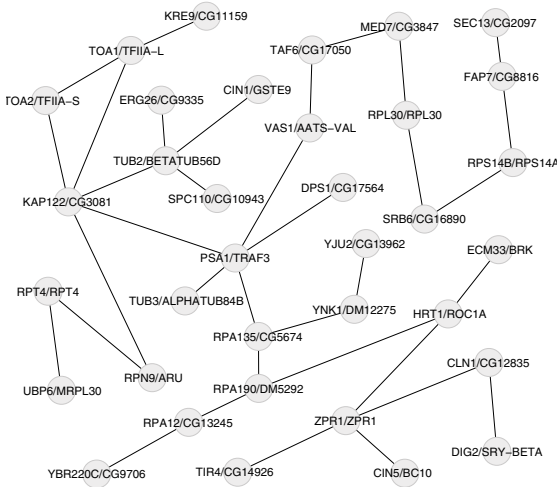 KRE9/CG11159
MED7/CG3847
SEC13/CG2097
TOA1/TFIIA-L
TAF6/CG17050
FAP7/CG8816
TOA2/TFIIA-S
ERG26/CG9335
CIN1/GSTE9
RPL30/RPL30
VAS1/AATS-VAL
TUB2/BETATUB56D
RPS14B/RPS14A
DPS1/CG17564
KAP122/CG3081
SPC110/CG10943
SRB6/CG16890
YJU2/CG13962
ECM33/BRK
PSA1/TRAF3
RPT4/RPT4
TUB3/ALPHATUB84B
YNK1/DM12275
HRT1/ROC1A
RPA135/CG5674
CLN1/CG12835
RPN9/ARU
UBP6/MRPL30
RPA190/DM5292
RPA12/CG13245
ZPR1/ZPR1
DIG2/SRY-BETA
YBR220C/CG9706
TIR4/CG14926
CIN5/BC10